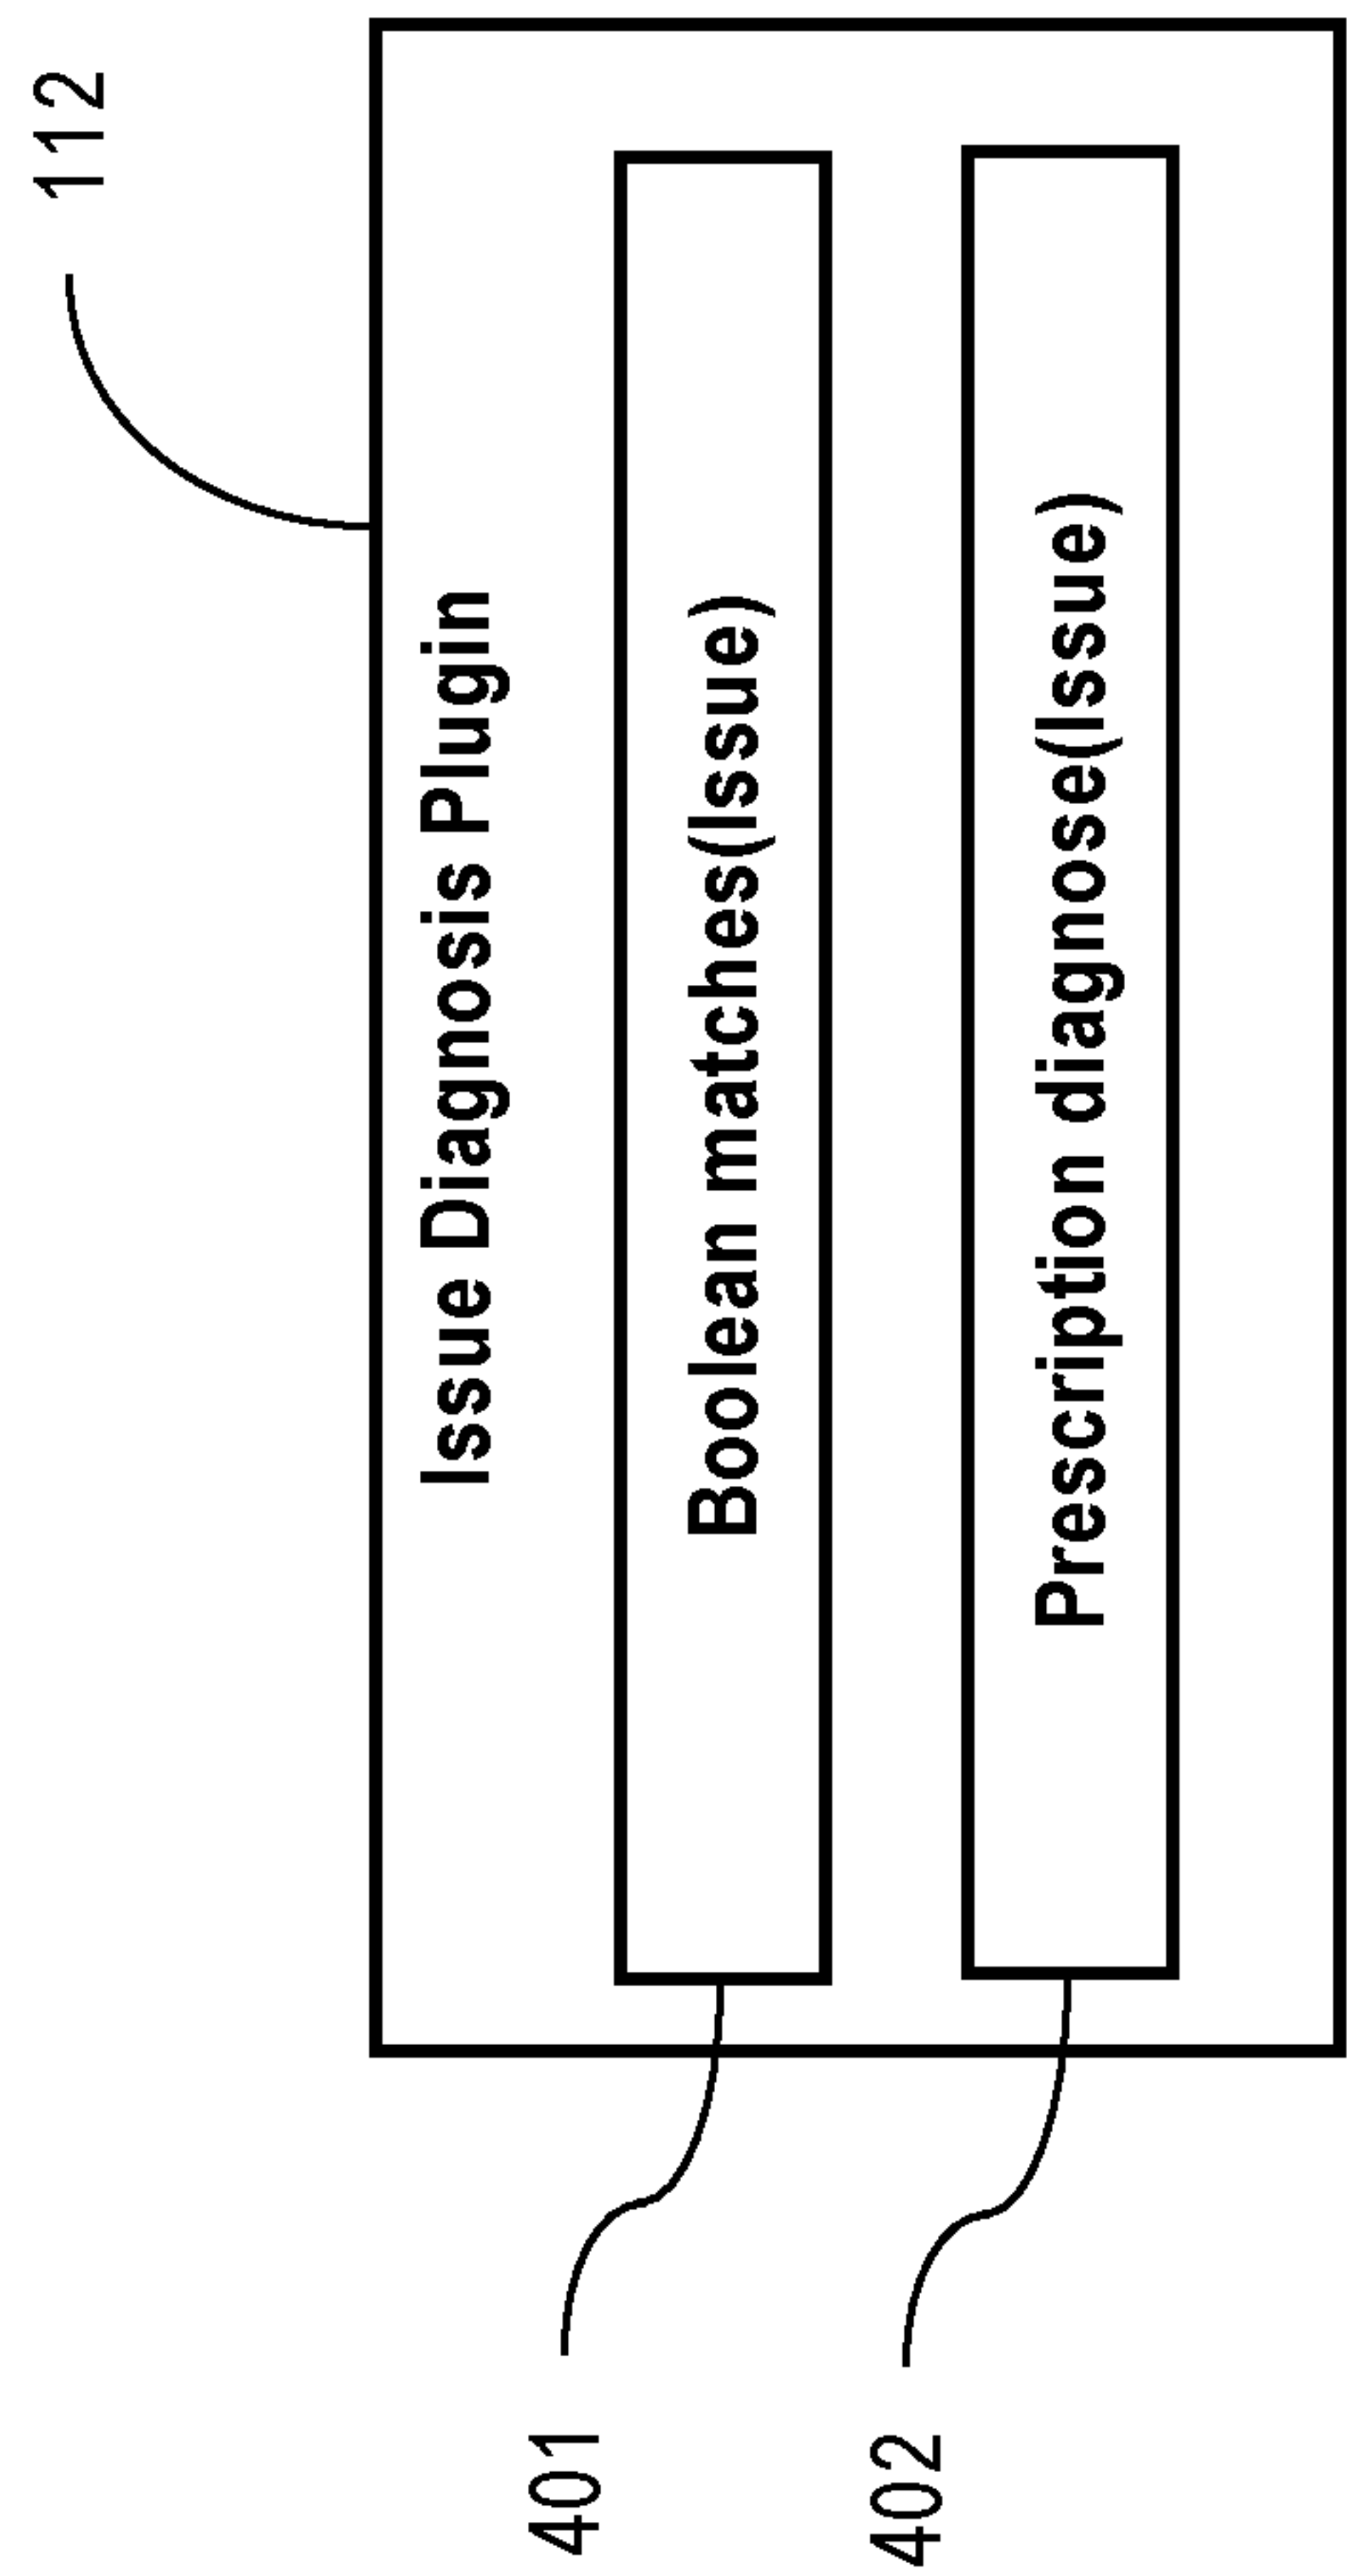 112
Issue Diagnosis Plugin
401
Boolean matches(Issue)
402
Prescription diagnose(Issue)